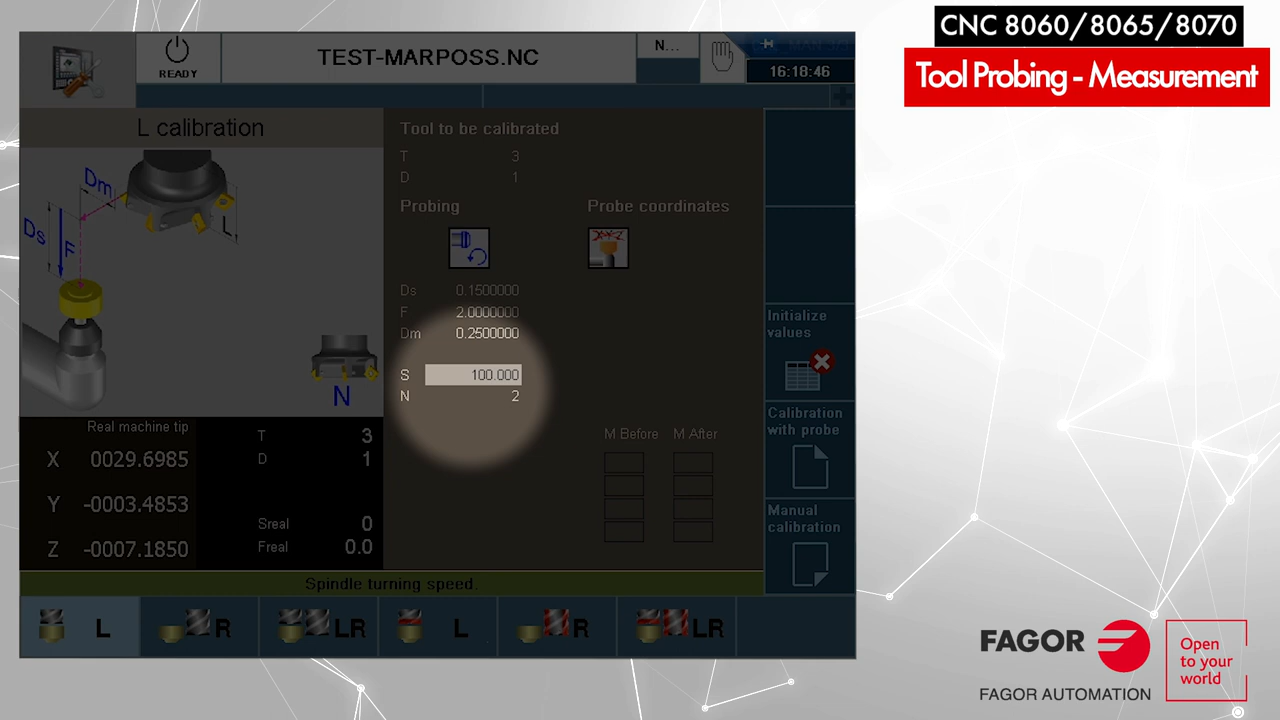 CNC 8060/8065/8070
Tool Probing - Measurement
READY
TEST-MARPOSS.NC
N...
16:18:46
L calibration
Dm
Ds
F
L
N
Tool to be calibrated
T 3
D 1
Probing
Probe coordinates
Ds 0.1500000
F 2.0000000
Dm 0.2500000
S 100.000
N 2
M Before M After
Real machine tip
X 0029.6985
Y -0003.4853
Z -0007.1850
T 3
D 1
Sreal 0
Freal 0.0
Initialize
values
Calibration
with probe
Manual
calibration
Spindle turning speed.
L
R
LR
L
R
LR
FAGOR
FAGOR AUTOMATION
Open
to your
world